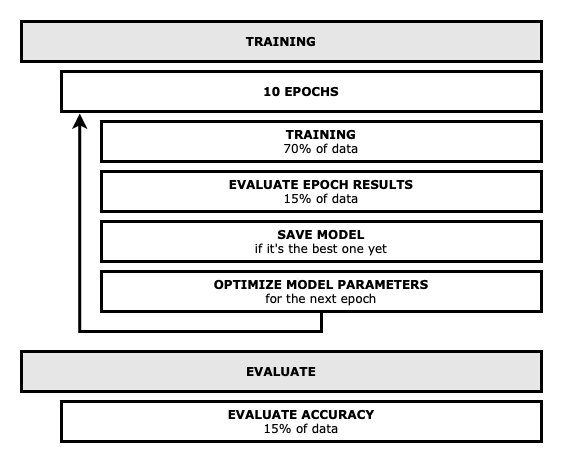 TRAINING
10 EPOCHS
TRAINING
70% of data
EVALUATE EPOCH RESULTS
15% of data
SAVE MODEL
if it's the best one yet
OPTIMIZE MODEL PARAMETERS
for the next epoch
EVALUATE
EVALUATE ACCURACY
15% of data